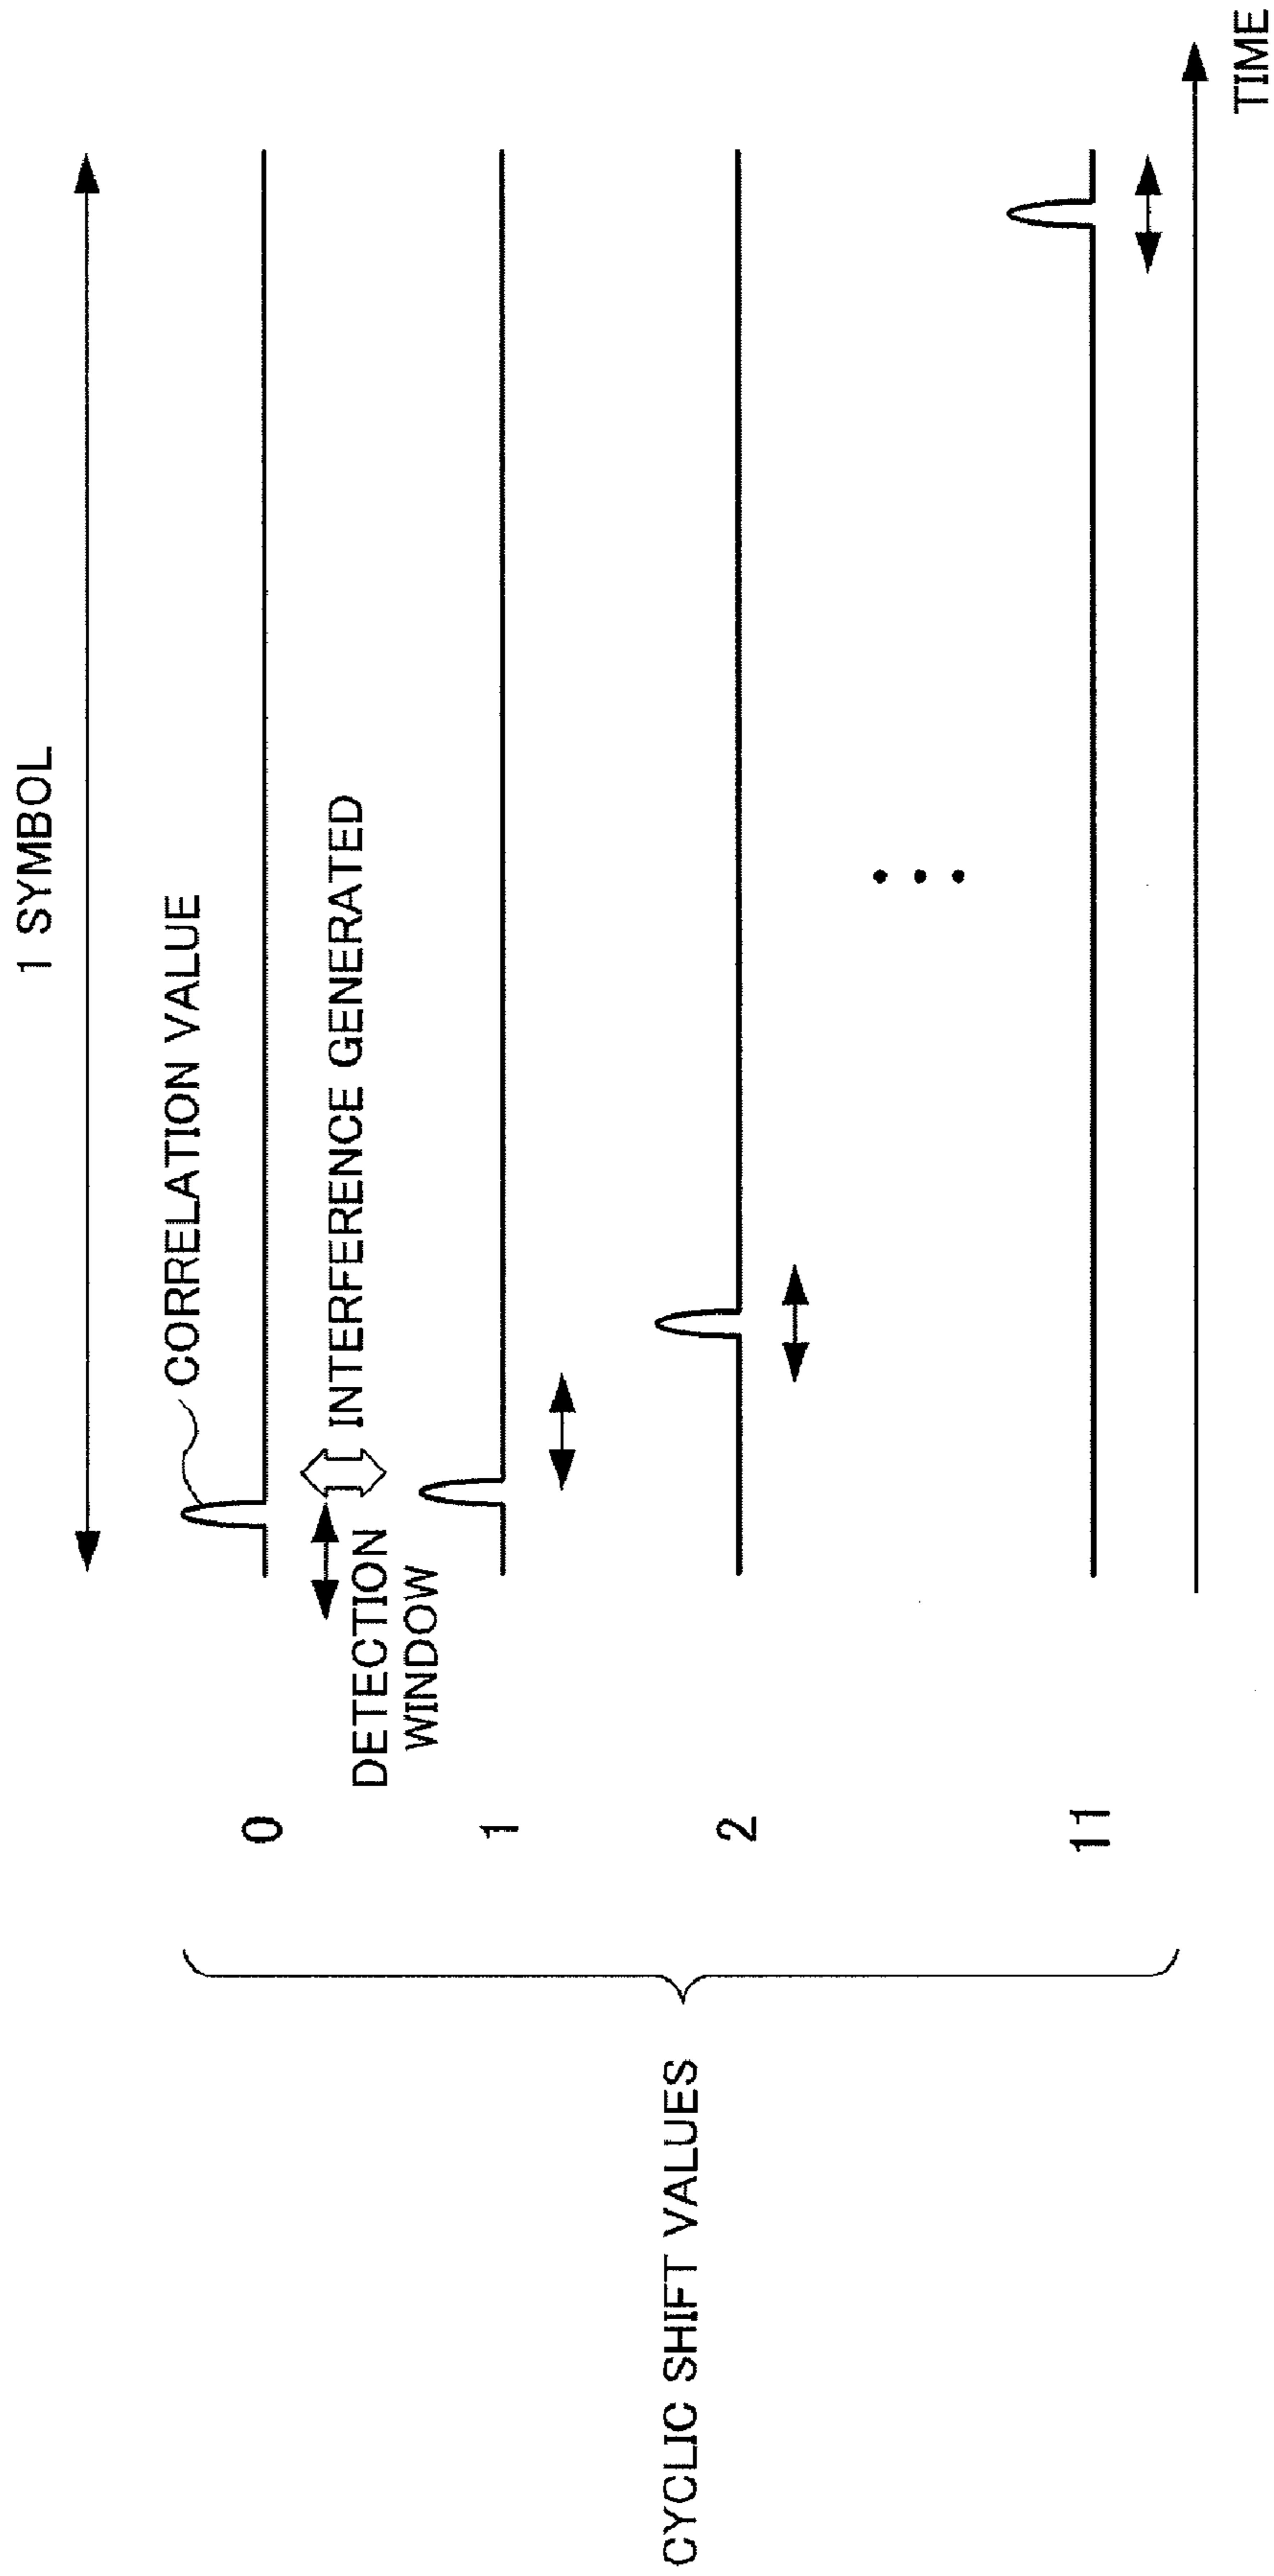 1 SYMBOL
CORRELATION VALUE
INTERFERENCE GENERATED
DETECTION
WINDOW
0
1
2
11
CYCLIC SHIFT VALUES
TIME